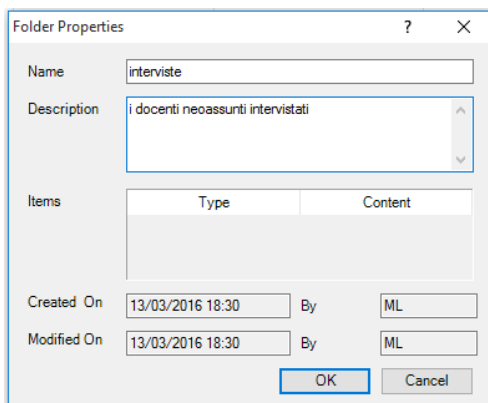 Folder Properties ? X
Name interviste
Description i docenti neoassunti intervistati
Items Type Content
Created On 13/03/2016 18:30 By ML
Modified On 13/03/2016 18:30 By ML
OK Cancel